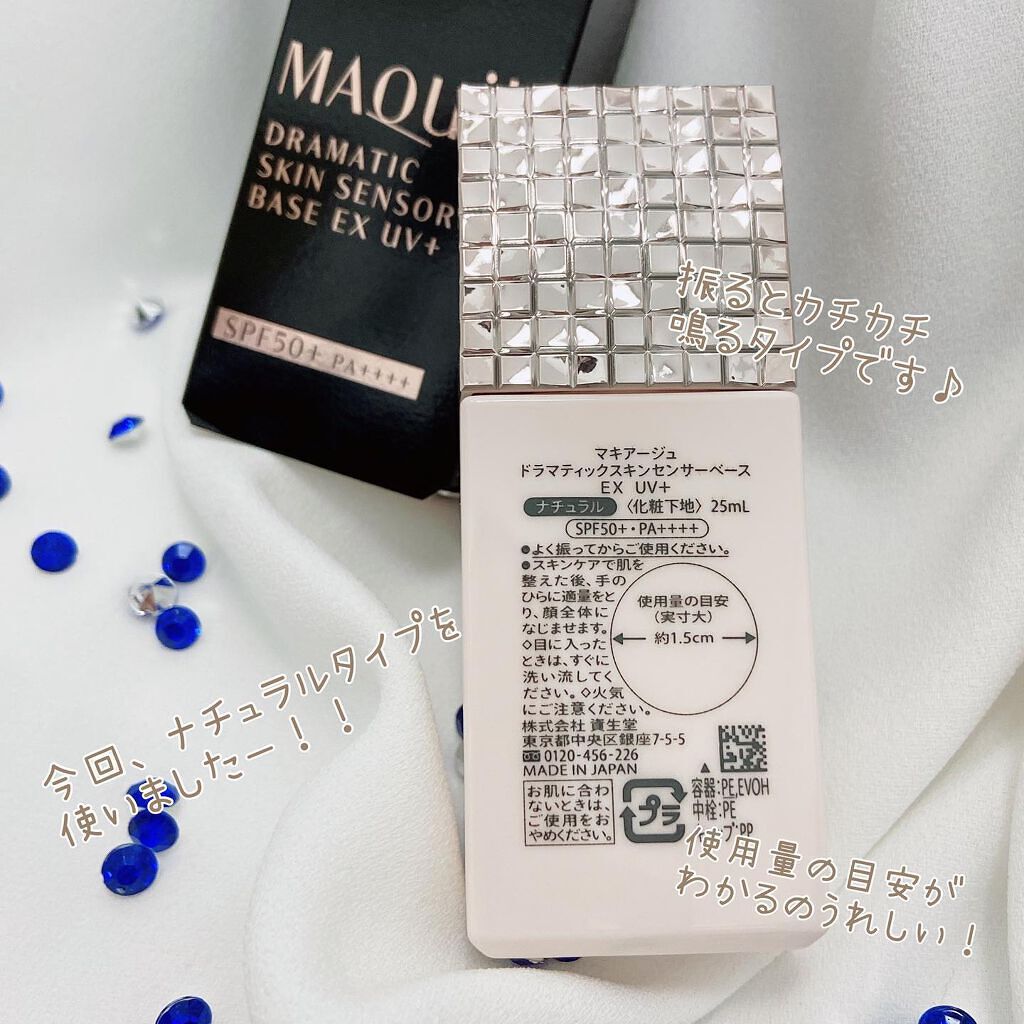 MAQU
DRAMATIC
SKIN SENSOR
BASE EX UV+
SPF50+ PA++++
振るとカチカチ
鳴るタイプです♪
マキアージュ
ドラマティックスキンセンサーベース
EX UV+
ナチュラル 〈化粧下地〉 25mL
SPF50+・PA++++
●よく振ってからご使用ください。
●スキンケアで肌を
整えた後、手の
ひらに適量をと
り、顔全体に
なじませます。
◇目に入った
ときは、すぐに
洗い流してく
ださい。◇火気
にご注意ください。
使用量の目安
(実寸大)
約1.5cm
株式会社 資生堂
東京都中央区銀座7-5-5
0120-456-226
MADE IN JAPAN
お肌に合わ
ないときは、
ご使用をお
やめください。
プラ
容器:PE,EVOH
中栓:PE
プ:PP
今回、ナチュラルタイプを
使いましたー！！
使用量の目安が
わかるのうれしい！